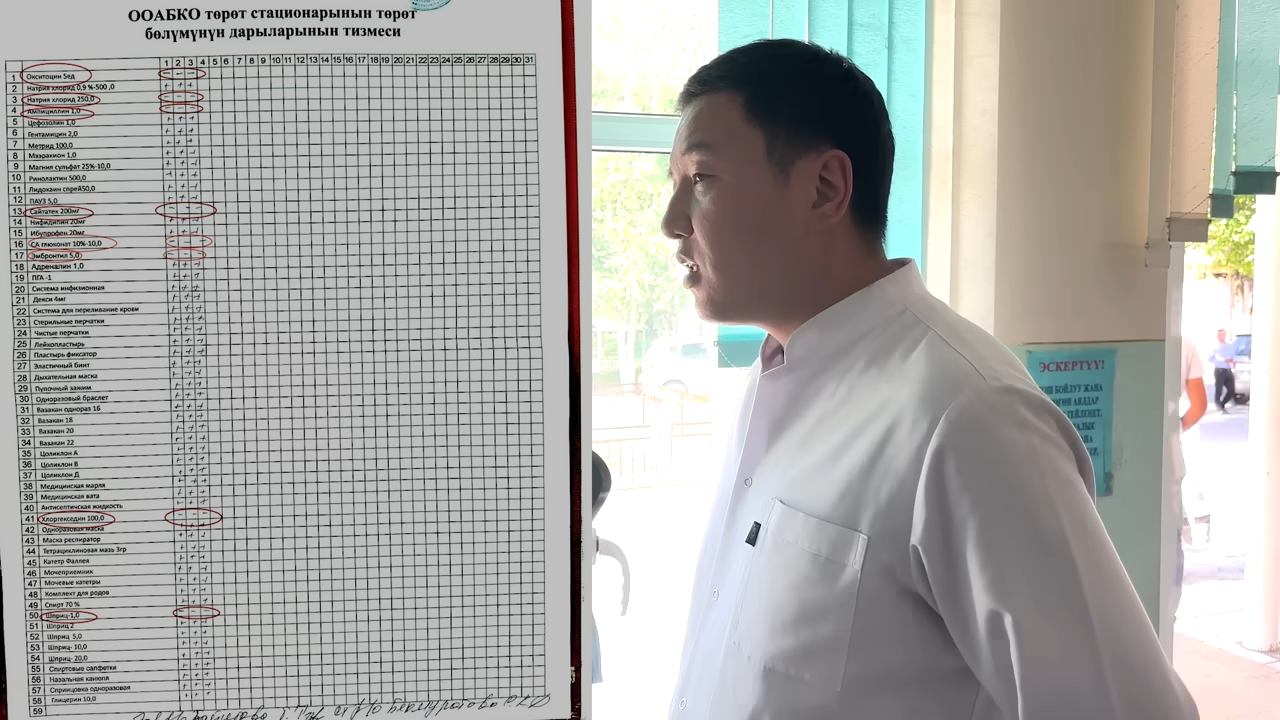 ООАБКО төрөт стационарынын төрөт
бөлүмүнүн дарыларынын тизмеси
1 2 3 4 5 6 7 8 9 10 11 12 13 14 15 16 17 18 19 20 21 22 23 24 25 26 27 28 29 30 31
1 Окситоцин 5ед - - -
2 Натрия хлорид 0,9 %-500 ,0 + + +
3 Натрия хлорид 250,0 - - -
4 Ампициллин 1,0 - - -
5 Цефозолин 1,0 + + +
6 Гентамицин 2,0 + + +
7 Метрид 100,0 + + +
8 Мазракион 1,0 + + +
9 Магния сульфат 25%-10,0 + + +
10 Ринолактин 500,0 + + +
11 Лидокаин спрей50,0 + + +
12 ПАУЗ 5,0 + + +
13 Сайтатек 200мг
14 Нифидипин 20мг + + +
15 Ибупрофен 20мг + + +
16 СА глюконат 10%-10,0 - - -
17 Эмбронтил 5,0 - - -
18 Адреналин 1,0 + + +
19 ПГА -1 + + +
20 Система инфизионная + + +
21 Декси 4мг + + +
22 Система для переливание крови + + +
23 Стерильные перчатки + + +
24 Чистые перчатки + + +
25 Лейкопластырь + + +
26 Пластырь фиксатор + + +
27 Эластичный бинт + + +
28 Дыхательная маска + + +
29 Пупочный зажим + + +
30 Одноразовый браслет + + +
31 Вазакан однораз 16 + + +
32 Вазакан 18 + + +
33 Вазакан 20 + + +
34 Вазакан 22 + + +
35 Цоликлон А + + +
36 Цоликлон В + + +
37 Цоликлон Д + + +
38 Медицинская марля + + +
39 Медицинская вата + + +
40 Антисептичская жидкость + + +
41 Хлоргекседин 100,0 - - -
42 Одноразовая маска + + +
43 Маска респиратор + + +
44 Тетрациклиновая мазь 3гр + + +
45 Катетр Фаллея + + +
46 Мочеприемник + + +
47 Мочевые катетры + + +
48 Комплект для родов + + +
49 Спирт 70 % + + +
50 Шприц-1,0 - - -
51 Шприц 2 + + +
52 Шприц 5,0 + + +
53 Шприц- 10,0 + + +
54 Шприц- 20,0 + + +
55 Спиртовые салфетки + + +
56 Назальная канюля + + +
57 Спринцовка одноразовая + + +
58 Глицерин 10,0 + + +
59
ЭСКЕРТҮҮ!
БОЙЛУУ ЖАНА
АЯЛДАР